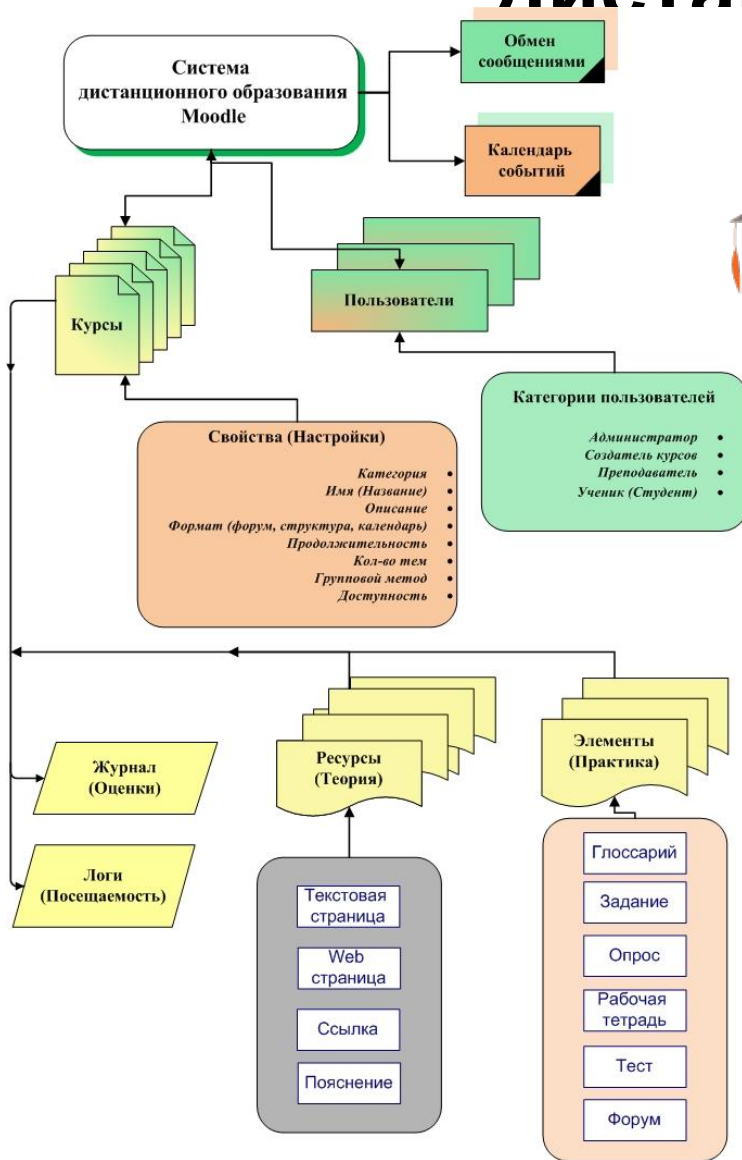 Обмен
сообщениями
Система
дистанционного образования
Moodle
Календарь
событий
Курсы
Пользователи
Категории пользователей
Администратор •
Создатель курсов •
Преподаватель •
Ученик (Студент) •
Свойства (Настройки)
Категория •
Имя (Название) •
Описание •
Формат (форум, структура, календарь) •
Продолжительность •
Кол-во тем •
Групповой метод •
Доступность •
Ресурсы
(Теория)
Элементы
(Практика)
Журнал
(Оценки)
Логи
(Посещаемость)
Текстовая
страница
Web
страница
Ссылка
Пояснение
Глоссарий
Задание
Опрос
Рабочая
тетрадь
Тест
Форум